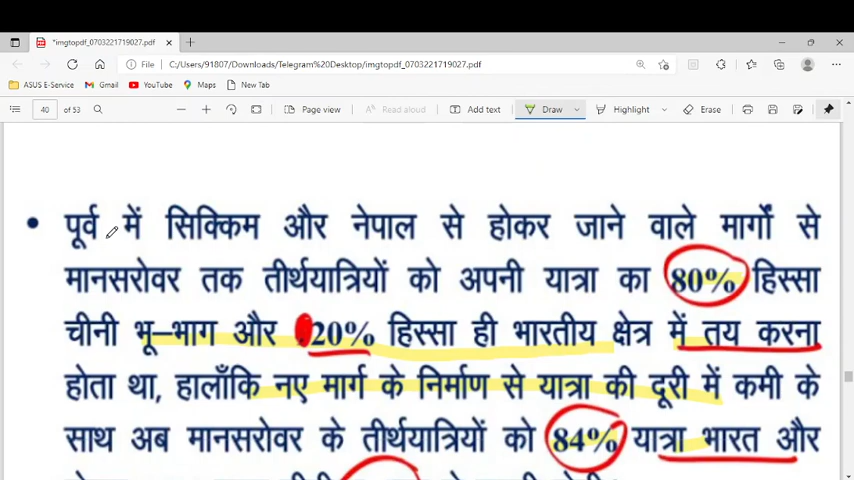 *imgtopdf_0703221719027.pdf
File C:/Users/91807/Downloads/Telegram%20Desktop/imgtopdf_0703221719027.pdf
ASUS E-Service Gmail YouTube Maps New Tab
40 of 53 Page view Read aloud Add text Draw Highlight Erase
• पूर्व में सिक्किम और नेपाल से होकर जाने वाले मार्गों से
मानसरोवर तक तीर्थयात्रियों को अपनी यात्रा का 80% हिस्सा
चीनी भू–भाग और 20% हिस्सा ही भारतीय क्षेत्र में तय करना
होता था, हालाँकि नए मार्ग के निर्माण से यात्रा की दूरी में कमी के
साथ अब मानसरोवर के तीर्थयात्रियों को 84% यात्रा भारत और